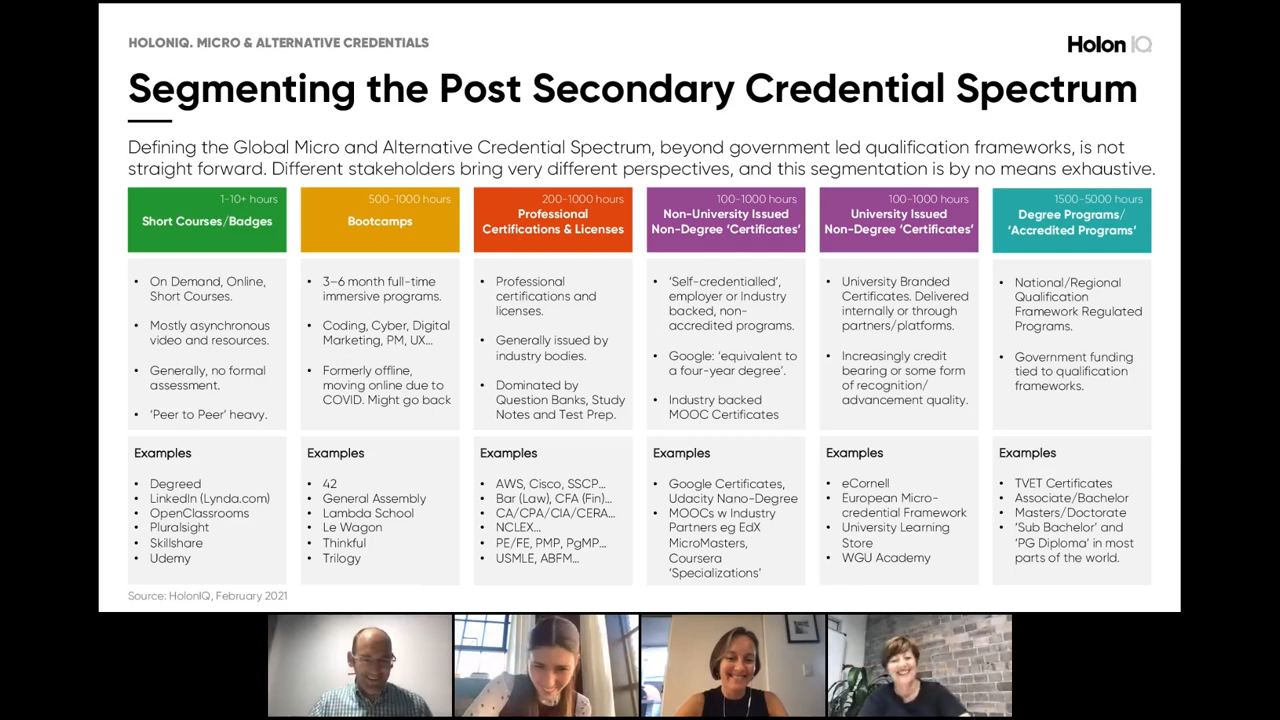 HOLONIQ. MICRO & ALTERNATIVE CREDENTIALS
Holon IQ
Segmenting the Post Secondary Credential Spectrum
Defining the Global Micro and Alternative Credential Spectrum, beyond government led qualification frameworks, is not
straight forward. Different stakeholders bring very different perspectives, and this segmentation is by no means exhaustive.
1-10+ hours
Short Courses/Badges
• On Demand, Online,
Short Courses.
• Mostly asynchronous
video and resources.
• Generally, no formal
assessment.
• ‘Peer to Peer’ heavy.
Examples
• Degreed
• LinkedIn (Lynda.com)
• OpenClassrooms
• Pluralsight
• Skillshare
• Udemy
500-1000 hours
Bootcamps
• 3–6 month full-time
immersive programs.
• Coding, Cyber, Digital
Marketing, PM, UX...
• Formerly offline,
moving online due to
COVID. Might go back
Examples
• 42
• General Assembly
• Lambda School
• Le Wagon
• Thinkful
• Trilogy
200-1000 hours
Professional
Certifications & Licenses
• Professional
certifications and
licenses.
• Generally issued by
industry bodies.
• Dominated by
Question Banks, Study
Notes and Test Prep.
Examples
• AWS, Cisco, SSCP...
• Bar (Law), CFA (Fin)...
• CA/CPA/CIA/CERA...
• NCLEX...
• PE/FE, PMP, PgMP...
• USMLE, ABFM...
100-1000 hours
Non-University Issued
Non-Degree ‘Certificates’
• ‘Self-credentialled’,
employer or Industry
backed, non-
accredited programs.
• Google: ‘equivalent to
a four-year degree’.
• Industry backed
MOOC Certificates
Examples
• Google Certificates,
Udacity Nano-Degree
• MOOCs w Industry
Partners eg EdX
MicroMasters,
Coursera
‘Specializations’
100-1000 hours
University Issued
Non-Degree ‘Certificates’
• University Branded
Certificates. Delivered
internally or through
partners/platforms.
• Increasingly credit
bearing or some form
of recognition/
advancement quality.
Examples
• eCornell
• European Micro-
credential Framework
• University Learning
Store
• WGU Academy
1500-5000 hours
Degree Programs/
‘Accredited Programs’
• National/Regional
Qualification
Framework Regulated
Programs.
• Government funding
tied to qualification
frameworks.
Examples
• TVET Certificates
• Associate/Bachelor
• Masters/Doctorate
• ‘Sub Bachelor’ and
‘PG Diploma’ in most
parts of the world.
Source: HolonIQ, February 2021